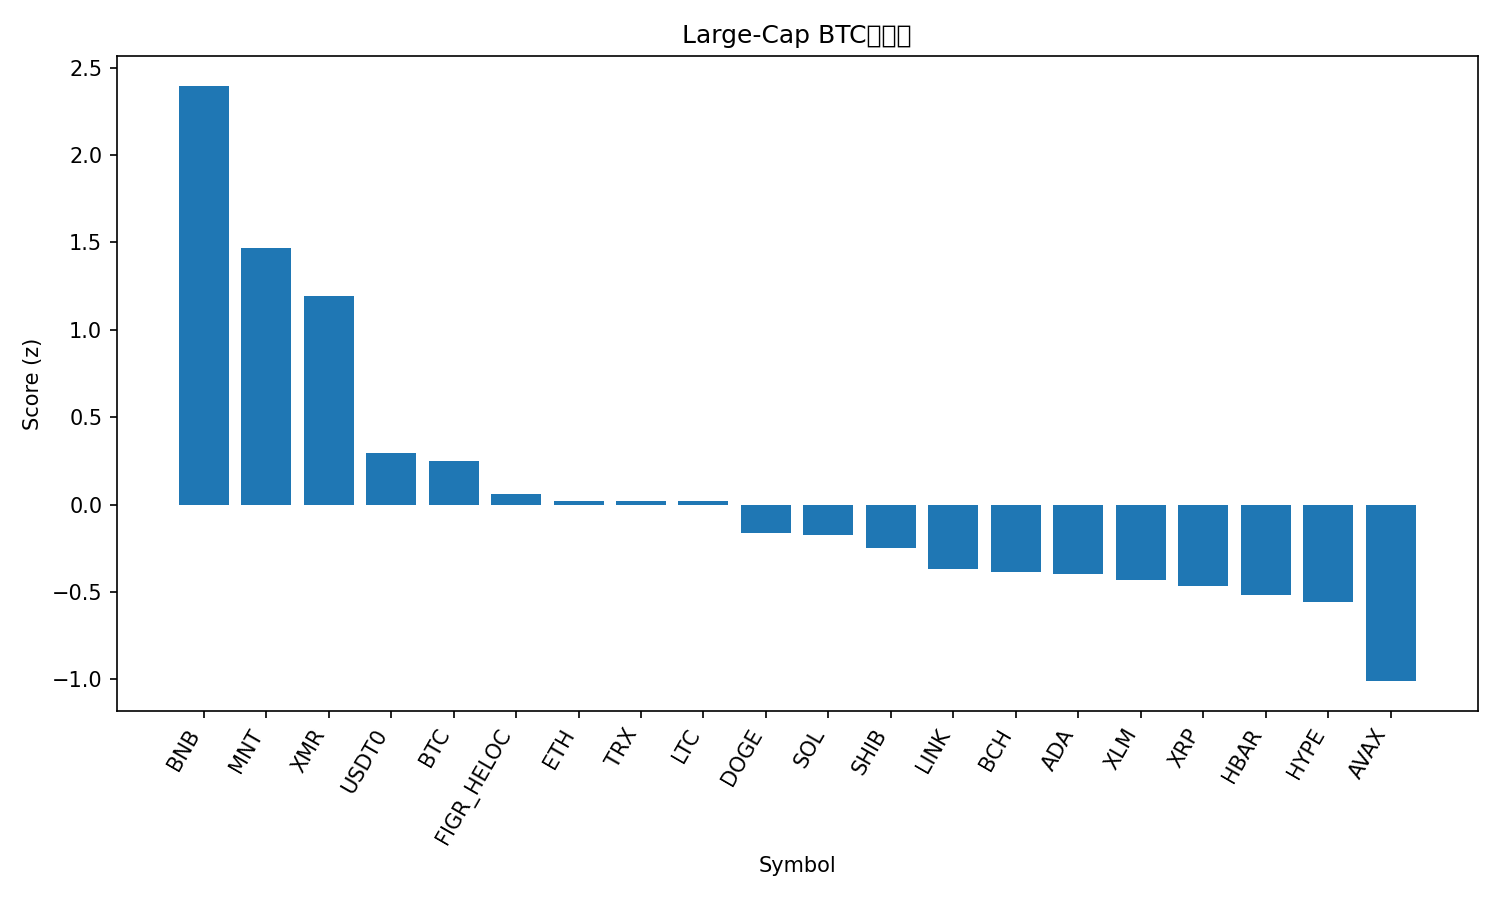 Large-Cap BTC
2.5
2.0
1.5
1.0
0.5
0.0
−0.5
−1.0
Score (z)
BNB
MNT
XMR
USDT0
BTC
FIGR_HELOC
ETH
TRX
LTC
DOGE
SOL
SHIB
LINK
BCH
ADA
XLM
XRP
HBAR
HYPE
AVAX
Symbol